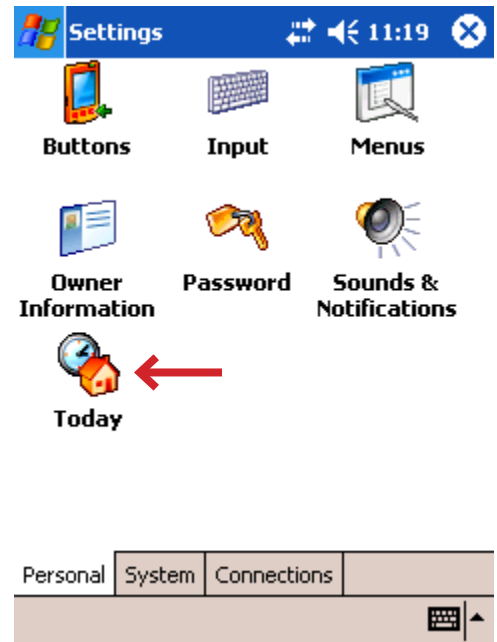 Settings 11:19
Buttons Input Menus
Owner Information Password Sounds & Notifications
Today
Personal System Connections